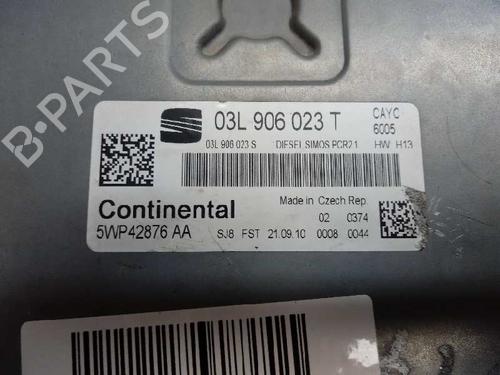 03L 906 023 T
CAYC
6005
03L 906 023 S DIESEL SIMOS PCR2.1 HW H13
Continental
Made in Czech Rep.
02 0374
5WP42876 AA SJ8 FST 21.09.10 0008 0044